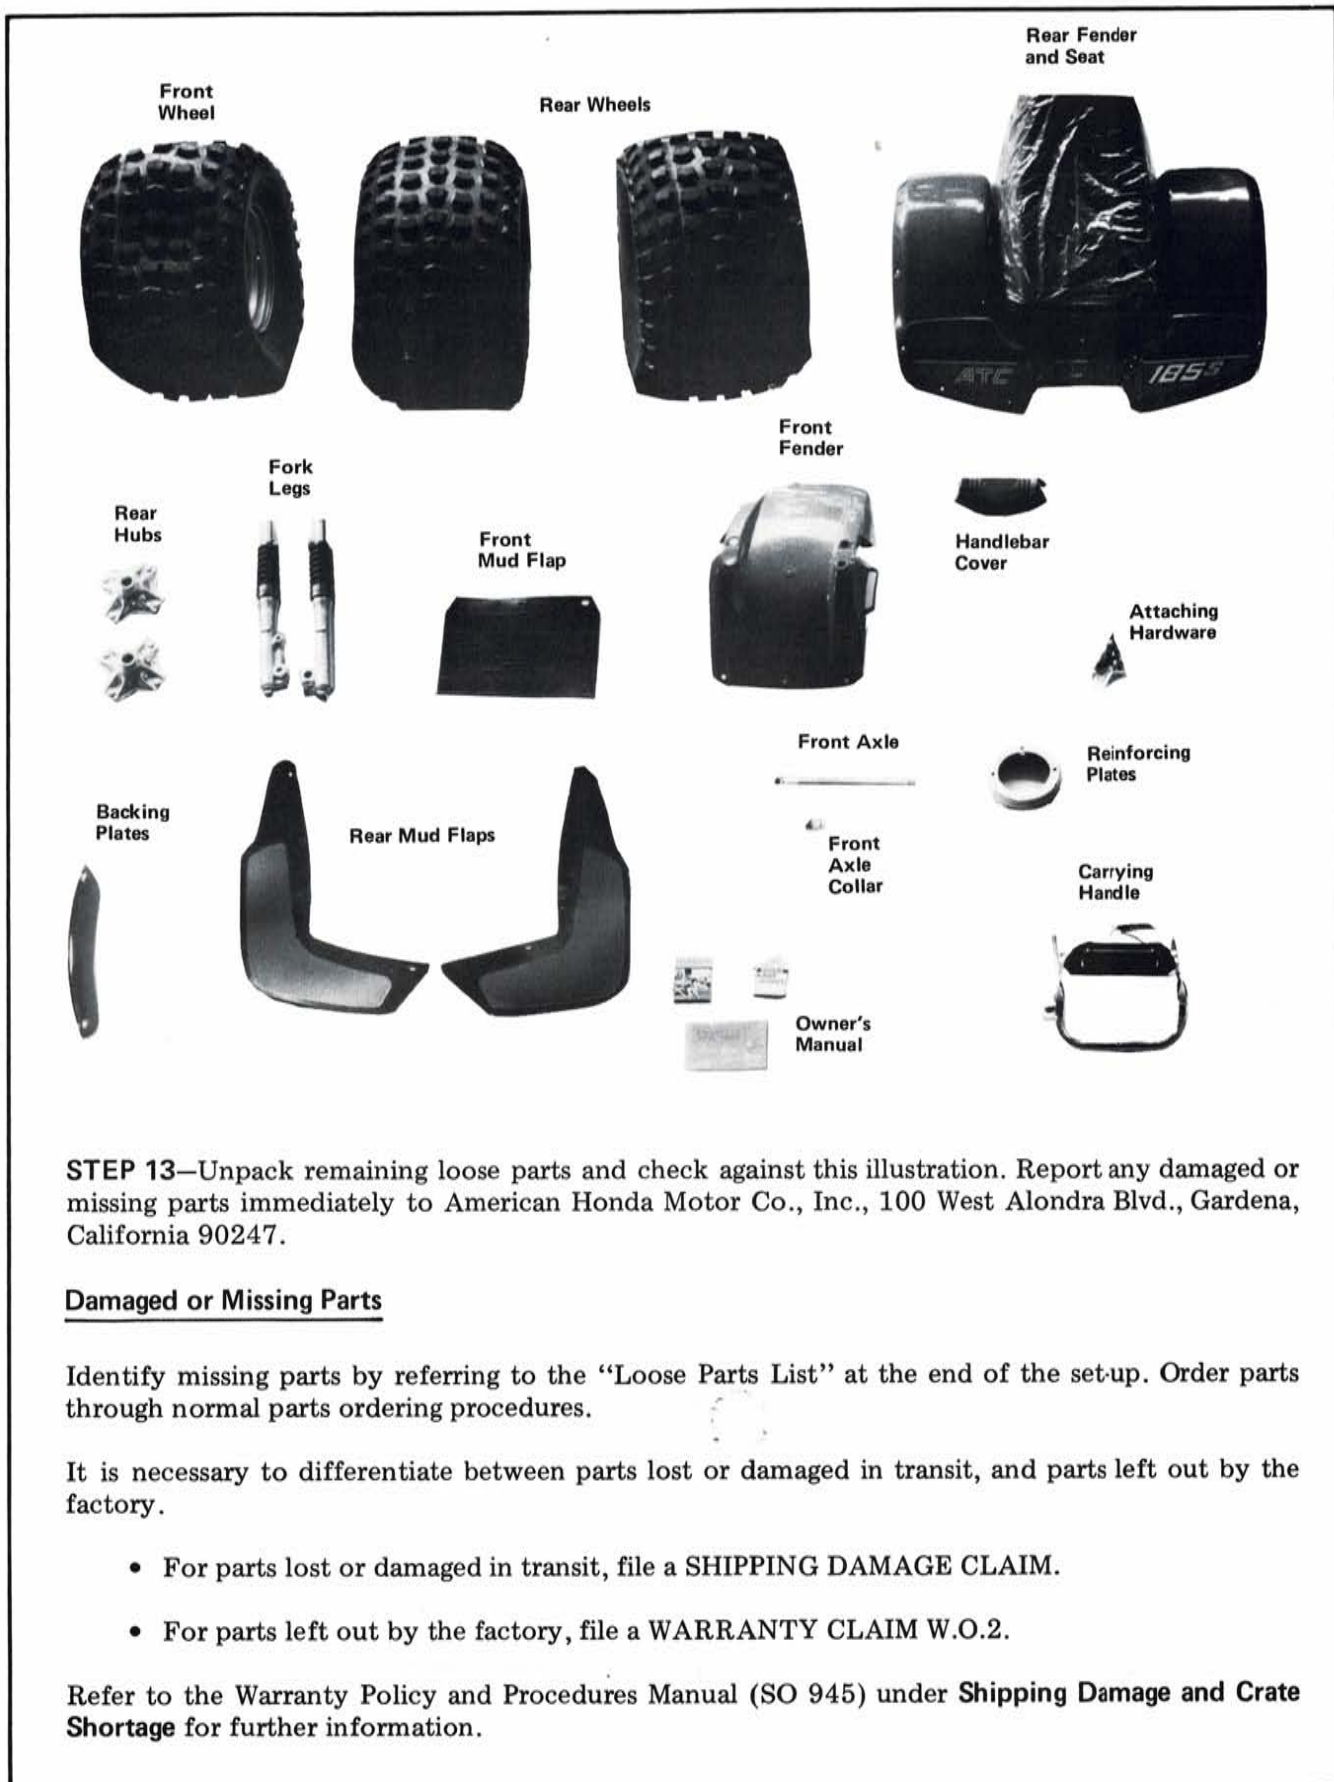 Rear Fender
and Seat
Front
Wheel
Rear Wheels
ATC
185s
Front
Fender
Fork
Legs
Rear
Hubs
Front
Mud Flap
Handlebar
Cover
Attaching
Hardware
Front Axle
Reinforcing
Plates
Backing
Plates
Rear Mud Flaps
Front
Axle
Collar
Carrying
Handle
Owner's
Manual
STEP 13—Unpack remaining loose parts and check against this illustration. Report any damaged or
missing parts immediately to American Honda Motor Co., Inc., 100 West Alondra Blvd., Gardena,
California 90247.
Damaged or Missing Parts
Identify missing parts by referring to the “Loose Parts List” at the end of the set-up. Order parts
through normal parts ordering procedures.
It is necessary to differentiate between parts lost or damaged in transit, and parts left out by the
factory.
• For parts lost or damaged in transit, file a SHIPPING DAMAGE CLAIM.
• For parts left out by the factory, file a WARRANTY CLAIM W.O.2.
Refer to the Warranty Policy and Procedures Manual (SO 945) under Shipping Damage and Crate
Shortage for further information.